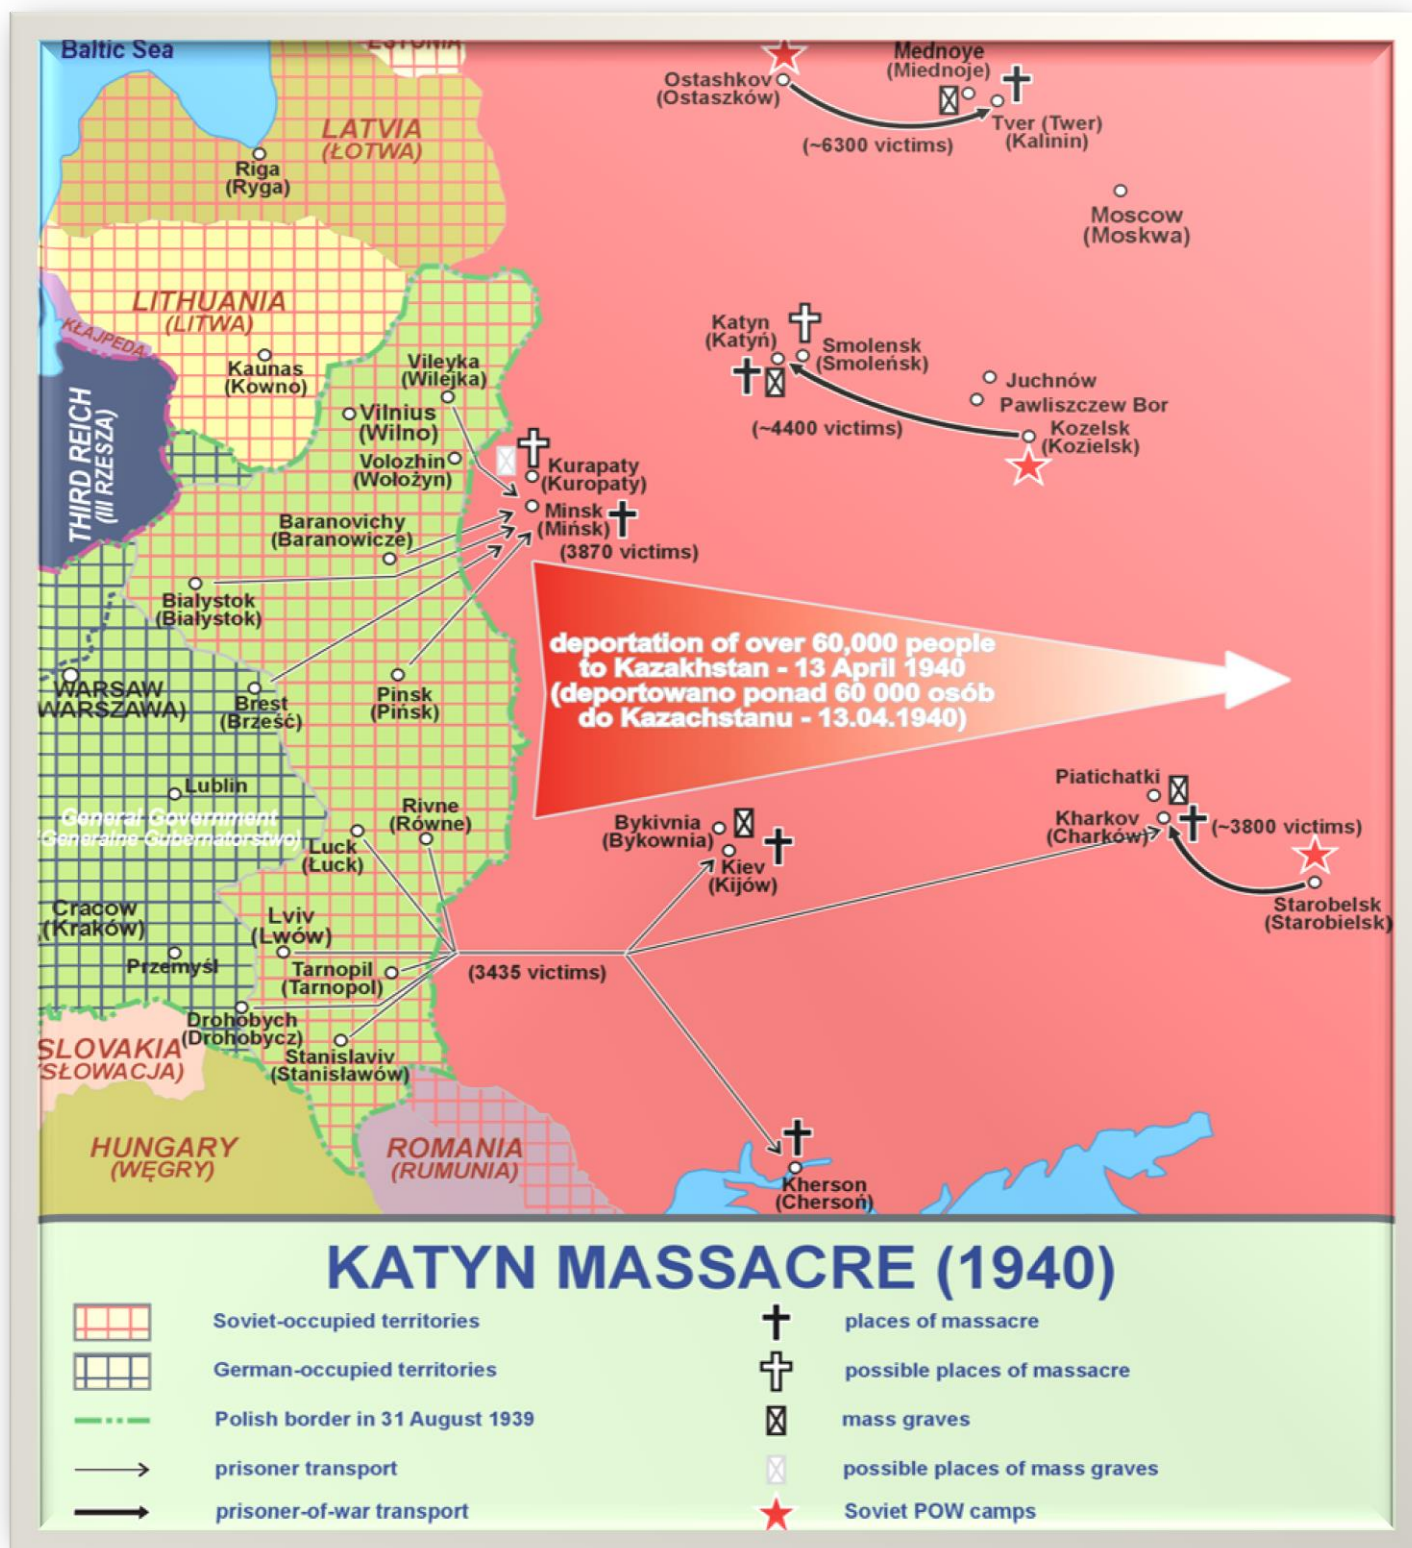 Baltic Sea
ESTONIA
LATVIA
(ŁOTWA)
Riga
(Ryga)
Ostashkov
(Ostaszków)
Mednoye
(Miednoje)
Tver (Twer)
(Kalinin)
(~6300 victims)
Moscow
(Moskwa)
LITHUANIA
(LITWA)
KŁAJPEDA
Kaunas
(Kowno)
THIRD REICH
(III RZESZA)
Vileyka
(Wilejka)
Vilnius
(Wilno)
Volozhin
(Wołożyn)
Katyn
(Katyń)
Smolensk
(Smoleńsk)
Juchnów
Pawliszczew Bor
Kozelsk
(Kozielsk)
(~4400 victims)
Kurapaty
(Kuropaty)
Minsk
(Mińsk)
(3870 victims)
Baranovichy
(Baranowicze)
Bialystok
(Białystok)
WARSAW
(WARSZAWA)
Brest
(Brześć)
Pinsk
(Pińsk)
deportation of over 60,000 people
to Kazakhstan - 13 April 1940
(deportowano ponad 60 000 osób
do Kazachstanu - 13.04.1940)
Lublin
General Government
(Generalne Gubernatorstwo)
Rivne
(Równe)
Luck
(Łuck)
Bykivnia
(Bykownia)
Kiev
(Kijów)
Piatichatki
Kharkov
(Charków)
(~3800 victims)
Starobelsk
(Starobielsk)
Cracow
(Kraków)
Przemyśl
Lviv
(Lwów)
Tarnopil
(Tarnopol)
(3435 victims)
Drohobych
(Drohobycz)
Stanislaviv
(Stanisławów)
SLOVAKIA
(SŁOWACJA)
HUNGARY
(WĘGRY)
ROMANIA
(RUMUNIA)
Kherson
(Chersoń)
KATYN MASSACRE (1940)
Soviet-occupied territories
German-occupied territories
Polish border in 31 August 1939
prisoner transport
prisoner-of-war transport
places of massacre
possible places of massacre
mass graves
possible places of mass graves
Soviet POW camps